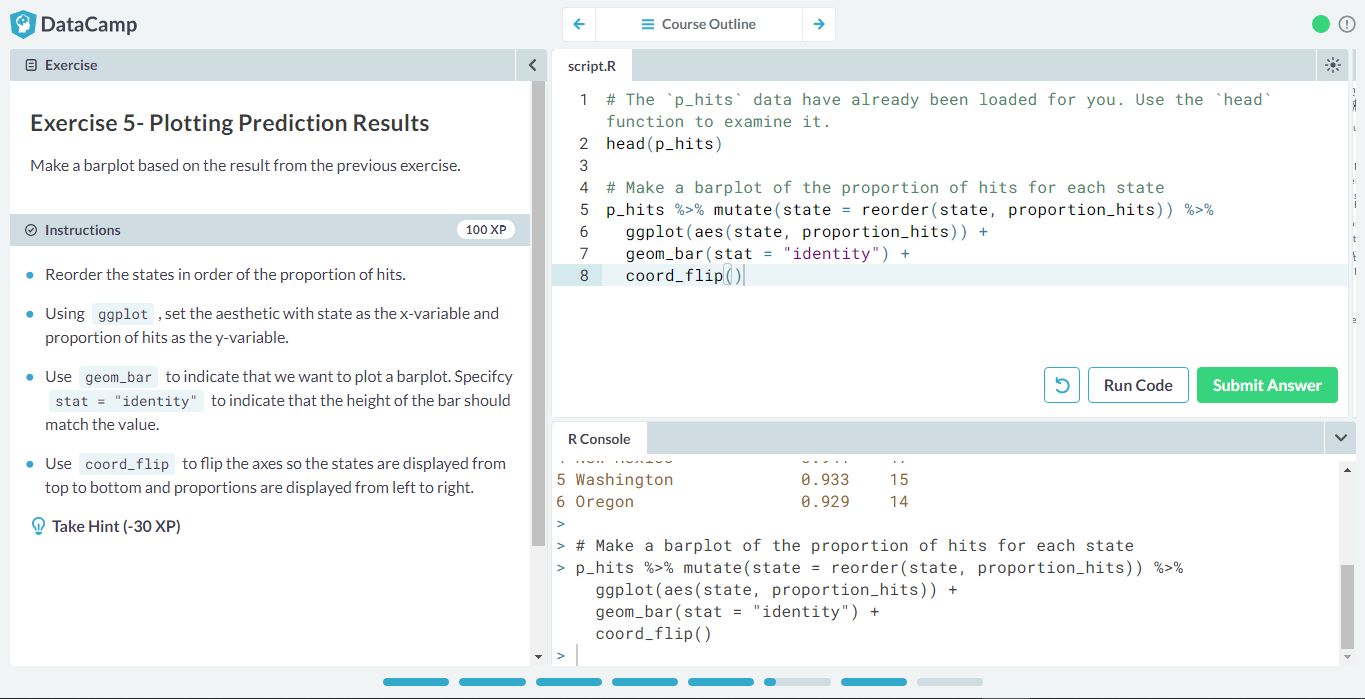 DataCamp
Course Outline
Exercise
Exercise 5- Plotting Prediction Results
Make a barplot based on the result from the previous exercise.
Instructions
100 XP
Reorder the states in order of the proportion of hits.
Using ggplot , set the aesthetic with state as the x-variable and
proportion of hits as the y-variable.
Use geom_bar to indicate that we want to plot a barplot. Specifcy
stat = "identity" to indicate that the height of the bar should
match the value.
Use coord_flip to flip the axes so the states are displayed from
top to bottom and proportions are displayed from left to right.
Take Hint (-30 XP)
script.R
1 # The `p_hits` data have already been loaded for you. Use the `head`
function to examine it.
2 head(p_hits)
3
4 # Make a barplot of the proportion of hits for each state
5 p_hits %>% mutate(state = reorder(state, proportion_hits)) %>%
6 ggplot(aes(state, proportion_hits)) +
7 geom_bar(stat = "identity") +
8 coord_flip()
Run Code
Submit Answer
R Console
5 Washington 0.933 15
6 Oregon 0.929 14
>
> # Make a barplot of the proportion of hits for each state
> p_hits %>% mutate(state = reorder(state, proportion_hits)) %>%
ggplot(aes(state, proportion_hits)) +
geom_bar(stat = "identity") +
coord_flip()
>